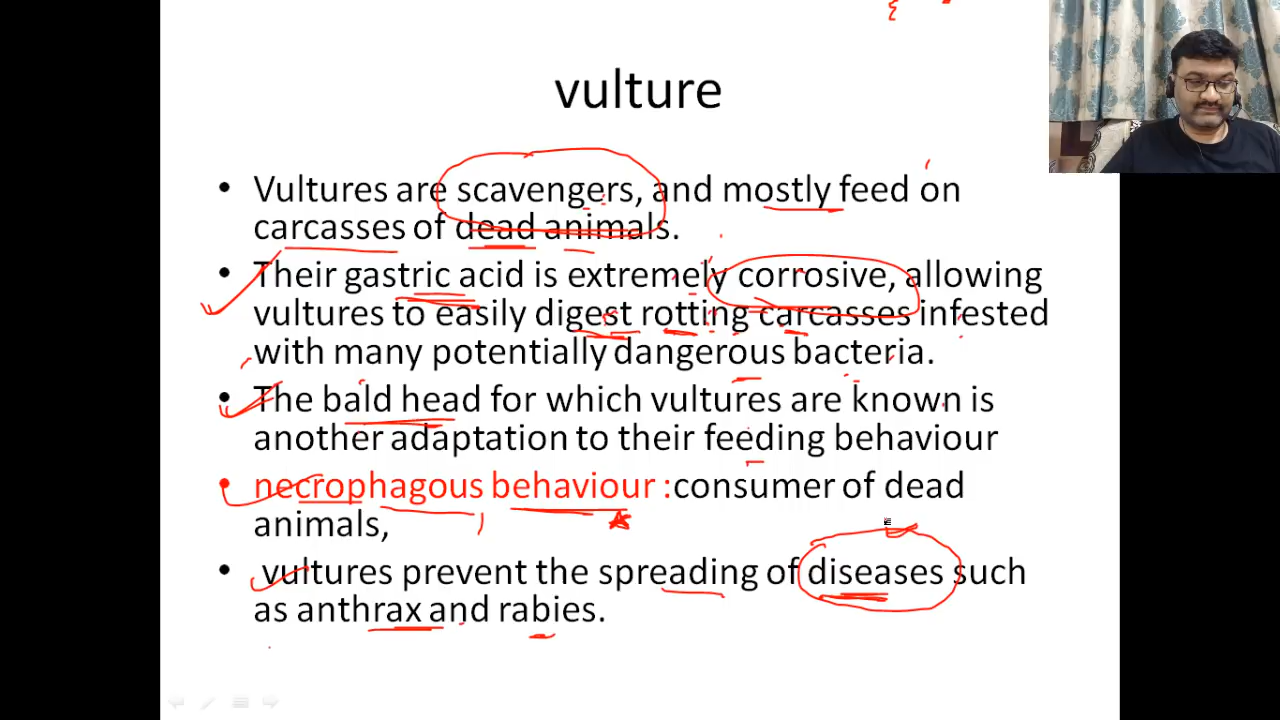 vulture
• Vultures are scavengers, and mostly feed on
carcasses of dead animals.
• Their gastric acid is extremely corrosive, allowing
vultures to easily digest rotting carcasses infested
with many potentially dangerous bacteria.
• The bald head for which vultures are known is
another adaptation to their feeding behaviour
• necrophagous behaviour :consumer of dead
animals,
• vultures prevent the spreading of diseases such
as anthrax and rabies.